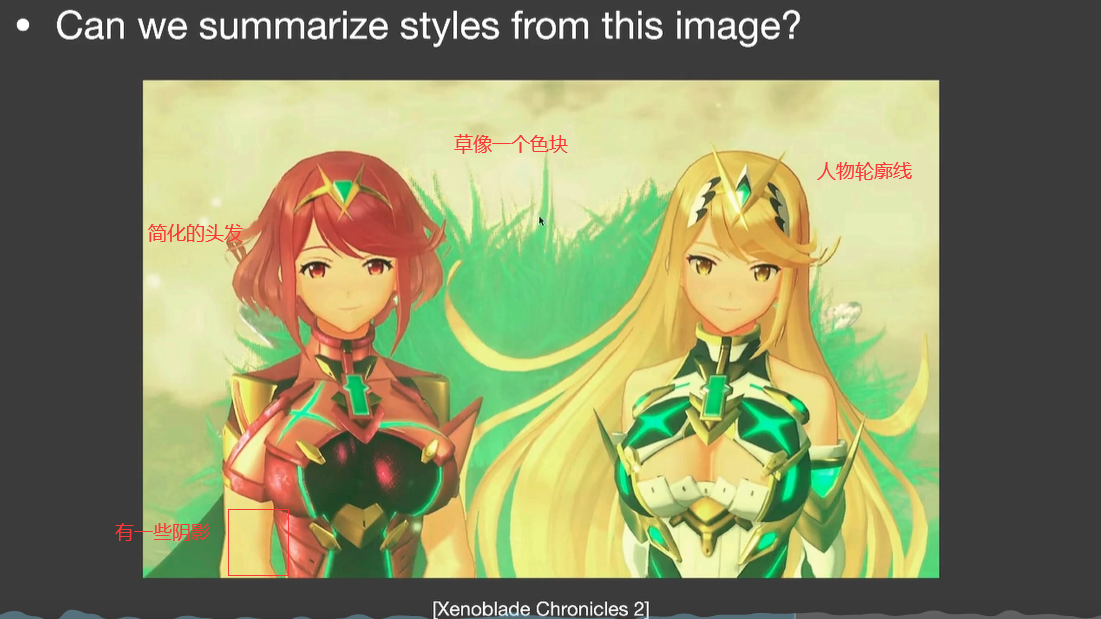 • Can we summarize styles from this image?
草像一个色块
人物轮廓线
简化的头发
有一些阴影
[Xenoblade Chronicles 2]